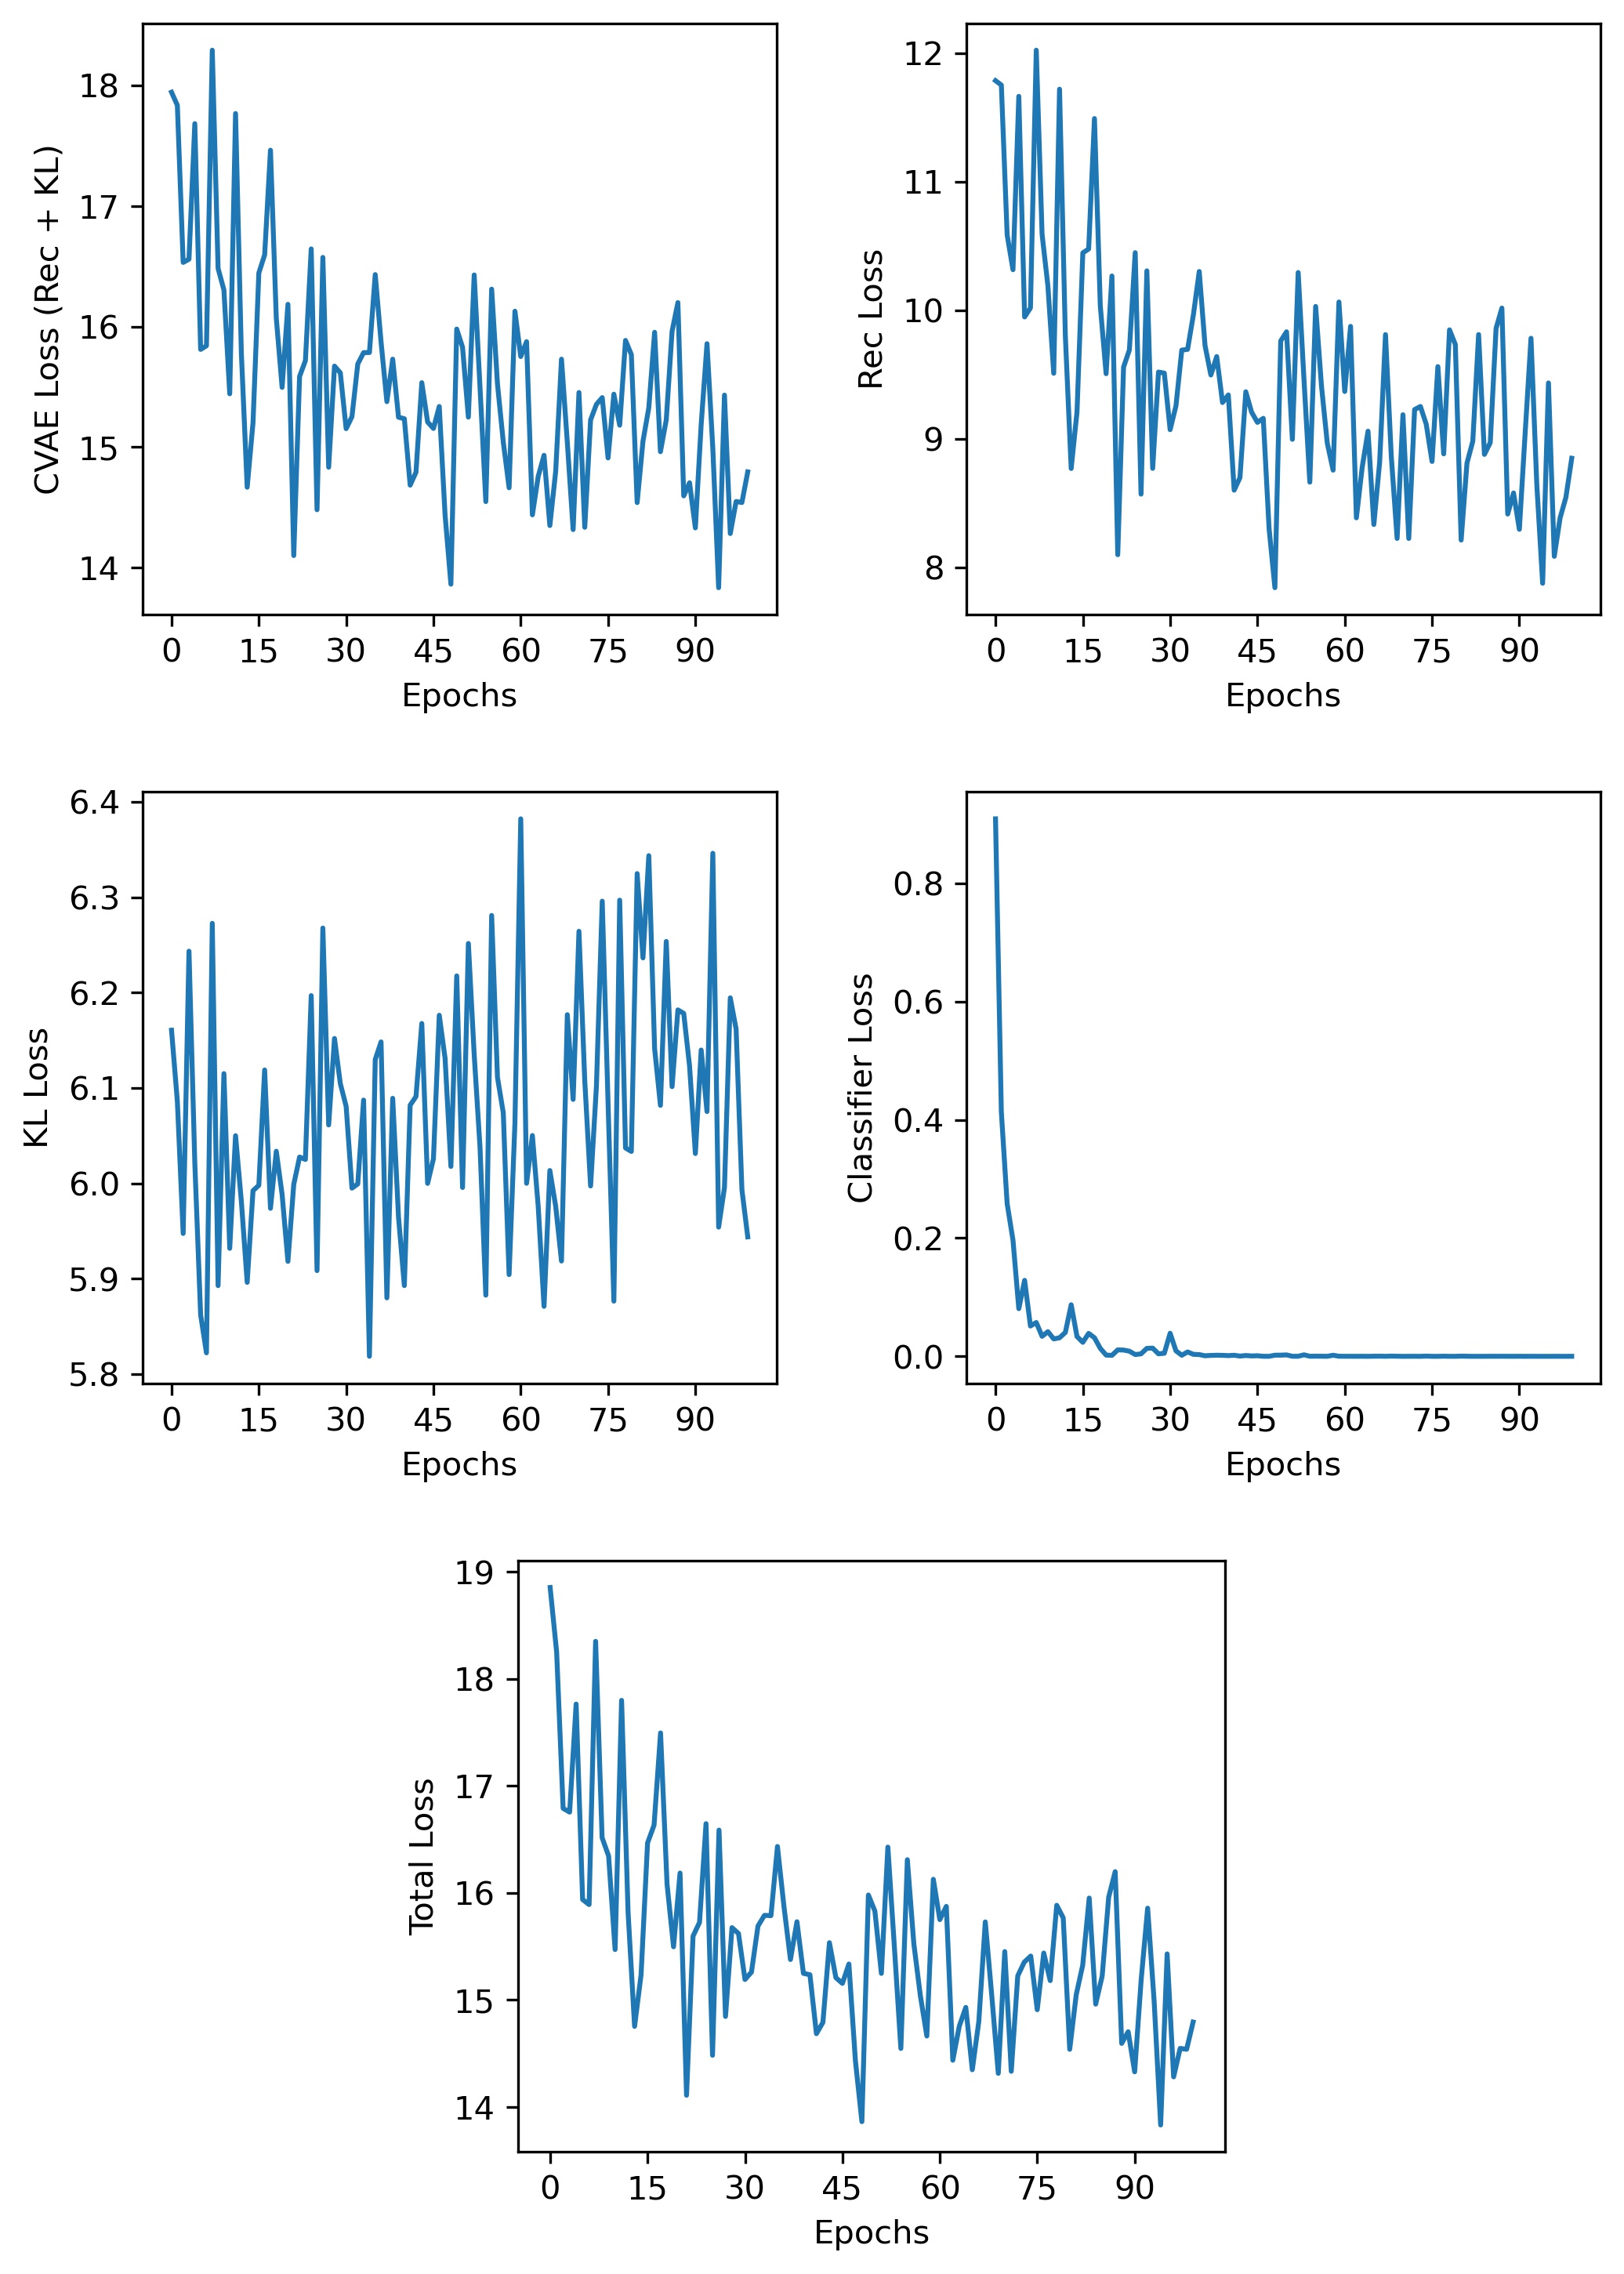 CVAE Loss (Rec + KL)
18
17
16
15
14
0 15 30 45 60 75 90
Epochs
Rec Loss
12
11
10
9
8
0 15 30 45 60 75 90
Epochs
KL Loss
6.4
6.3
6.2
6.1
6.0
5.9
5.8
0 15 30 45 60 75 90
Epochs
Classifier Loss
0.8
0.6
0.4
0.2
0.0
0 15 30 45 60 75 90
Epochs
Total Loss
19
18
17
16
15
14
0 15 30 45 60 75 90
Epochs